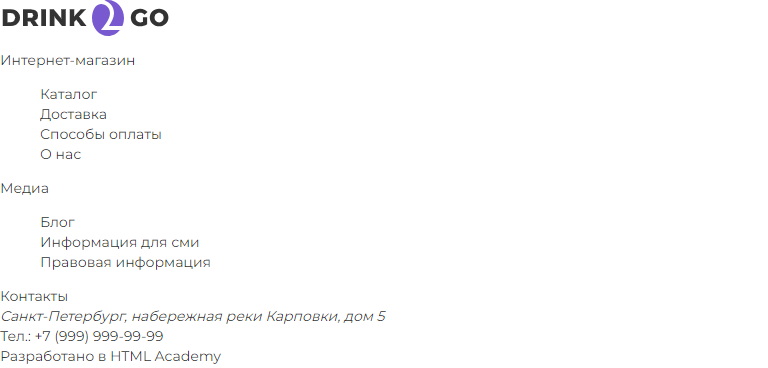 DRINK 2 GO
Интернет-магазин
Каталог
Доставка
Способы оплаты
О нас
Медиа
Блог
Информация для сми
Правовая информация
Контакты
Санкт-Петербург, набережная реки Карповки, дом 5
Тел.: +7 (999) 999-99-99
Разработано в HTML Academy